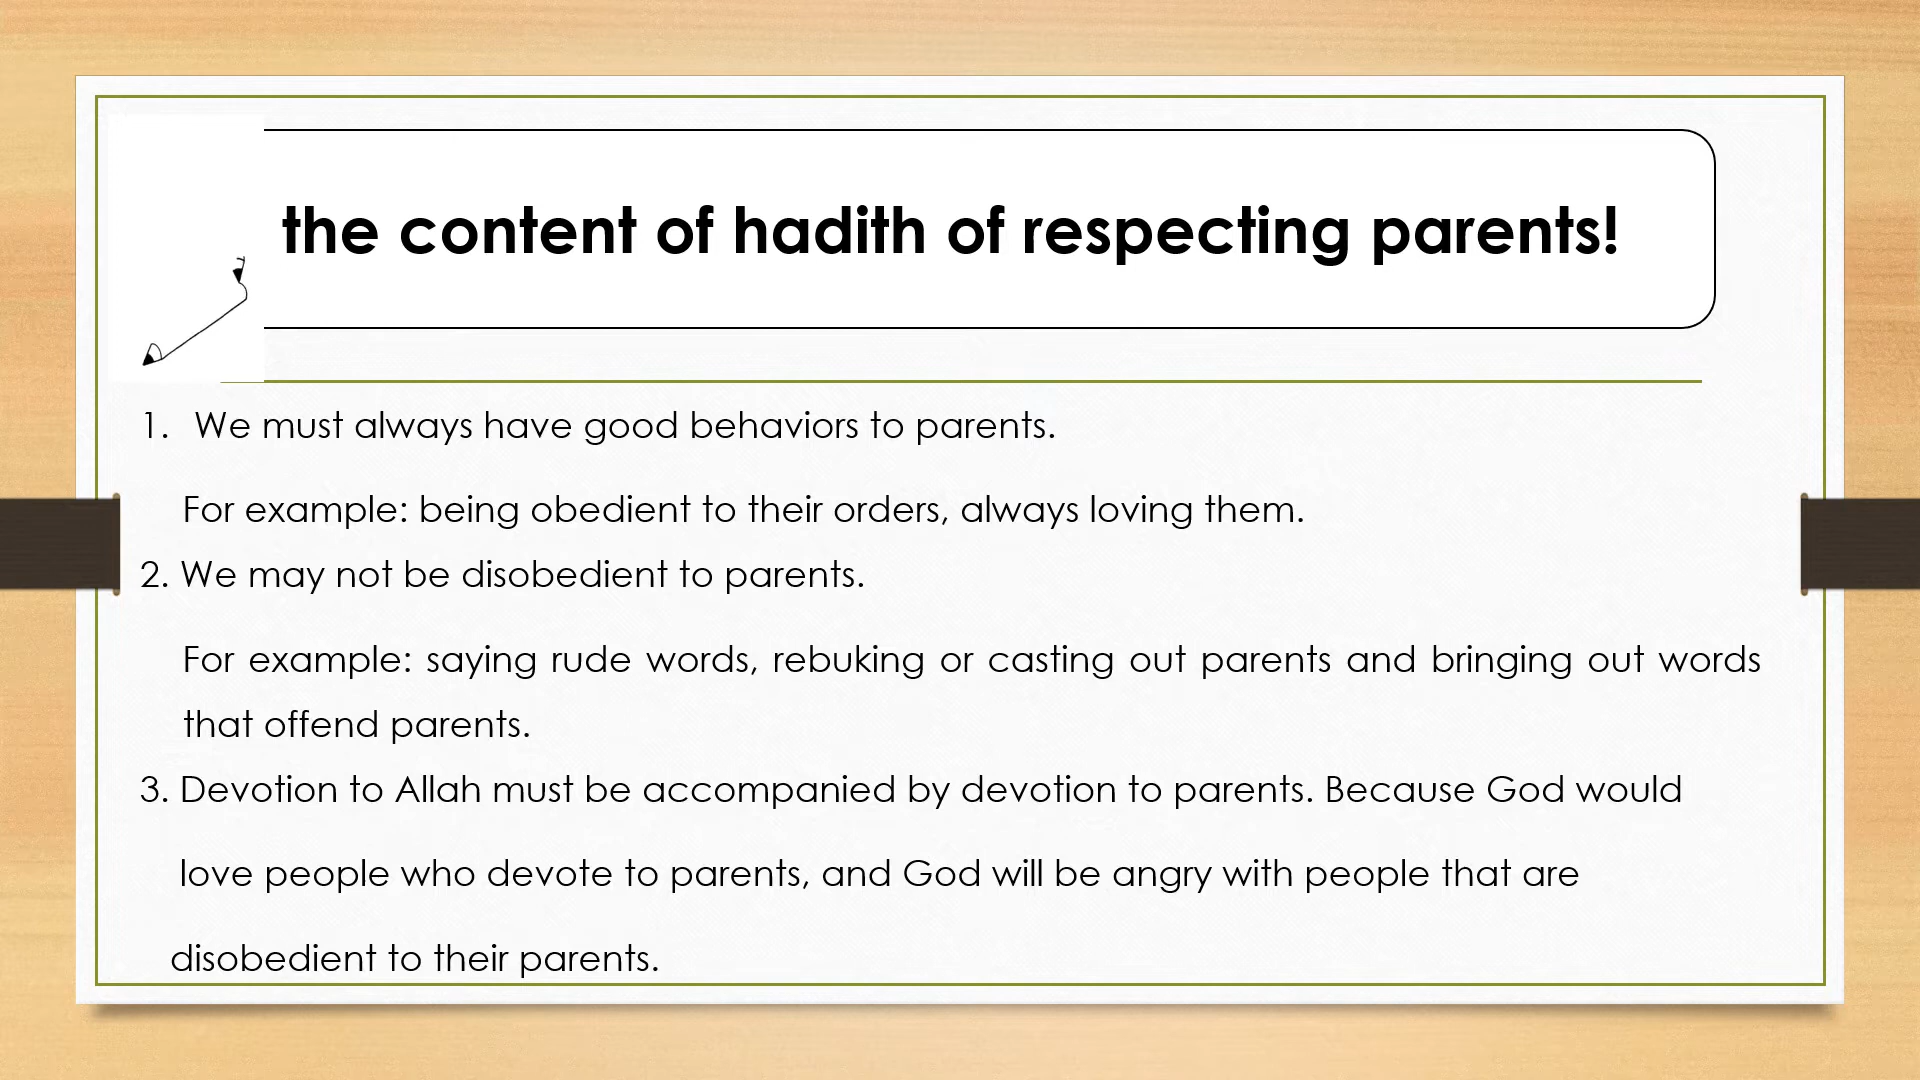 the content of hadith of respecting parents!
1. We must always have good behaviors to parents.
For example: being obedient to their orders, always loving them.
2. We may not be disobedient to parents.
For example: saying rude words, rebuking or casting out parents and bringing out words
that offend parents.
3. Devotion to Allah must be accompanied by devotion to parents. Because God would
love people who devote to parents, and God will be angry with people that are
disobedient to their parents.